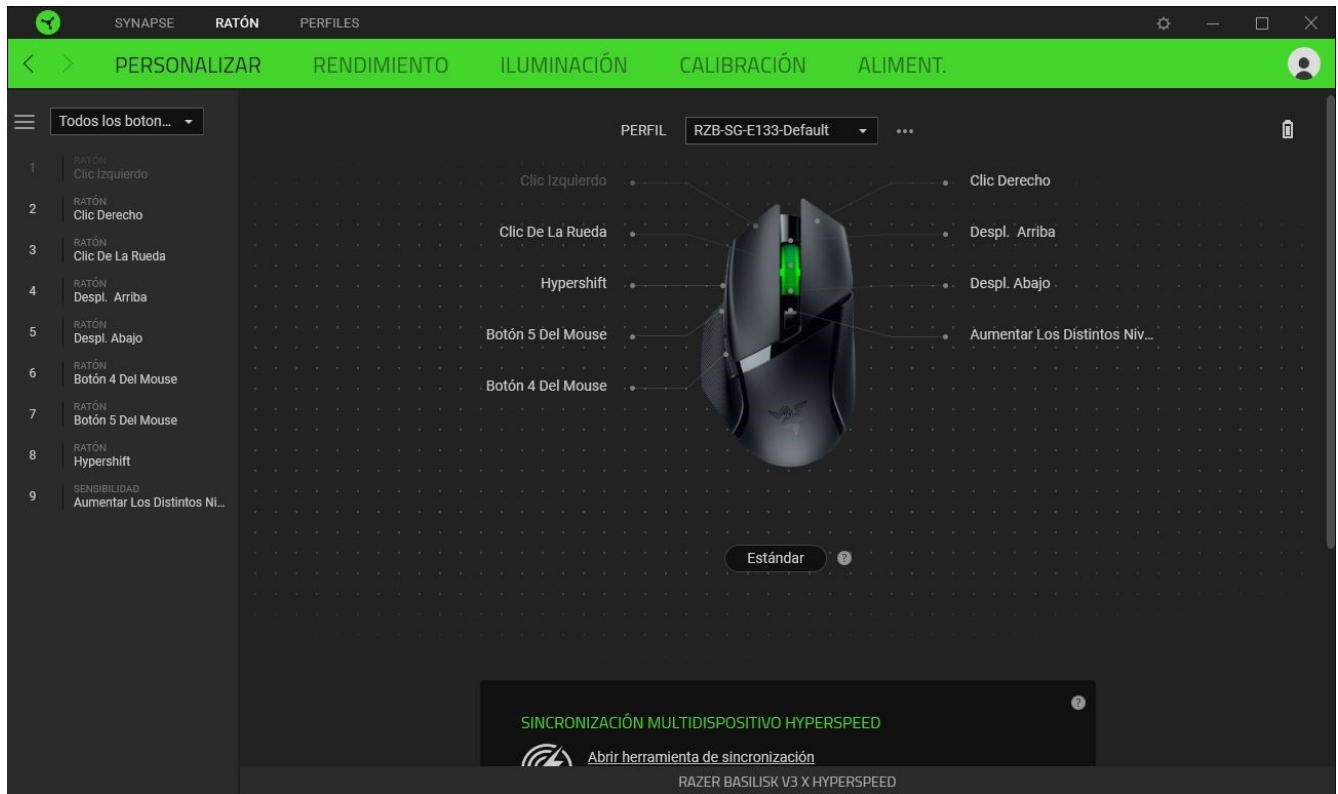 SYNAPSE RATÓN PERFILES
PERSONALIZAR RENDIMIENTO ILUMINACIÓN CALIBRACIÓN ALIMENT.
Todos los boton...
PERFIL RZB-SG-E133-Default
1 RATÓN
Clic Izquierdo
2 RATÓN
Clic Derecho
3 RATÓN
Clic De La Rueda
4 RATÓN
Despl. Arriba
5 RATÓN
Despl. Abajo
6 RATÓN
Botón 4 Del Mouse
7 RATÓN
Botón 5 Del Mouse
8 RATÓN
Hypershift
9 SENSIBILIDAD
Aumentar Los Distintos Ni...
Clic Izquierdo
Clic De La Rueda
Hypershift
Botón 5 Del Mouse
Botón 4 Del Mouse
Clic Derecho
Despl. Arriba
Despl. Abajo
Aumentar Los Distintos Niv...
Estándar ?
?
SINCRONIZACIÓN MULTIDISPOSITIVO HYPERSPEED
Abrir herramienta de sincronización
RAZER BASILISK V3 X HYPERSPEED